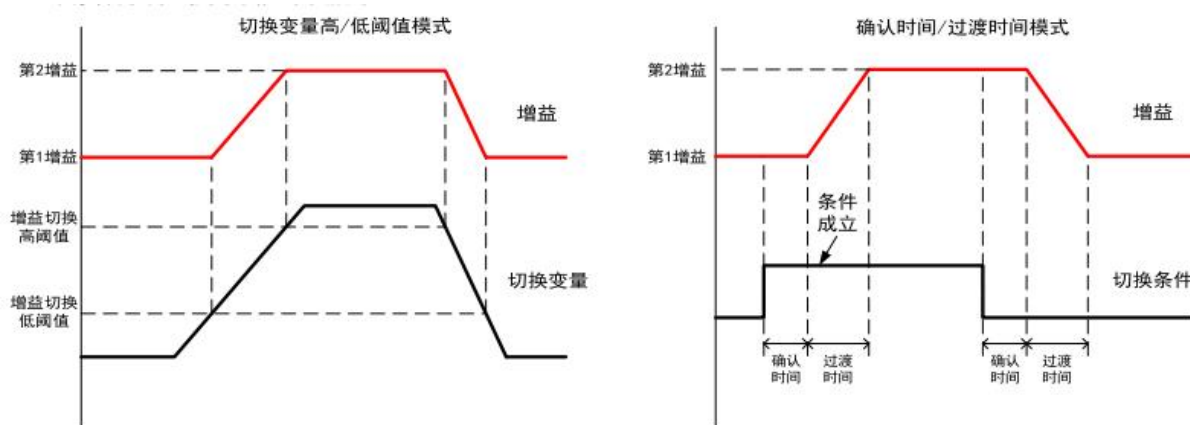 切换变量高/低阈值模式
第2增益
增益
第1增益
增益切换
高阈值
切换变量
增益切换
低阈值
确认时间/过渡时间模式
第2增益
增益
第1增益
条件
成立
切换条件
确认
时间
过渡
时间
确认
时间
过渡
时间